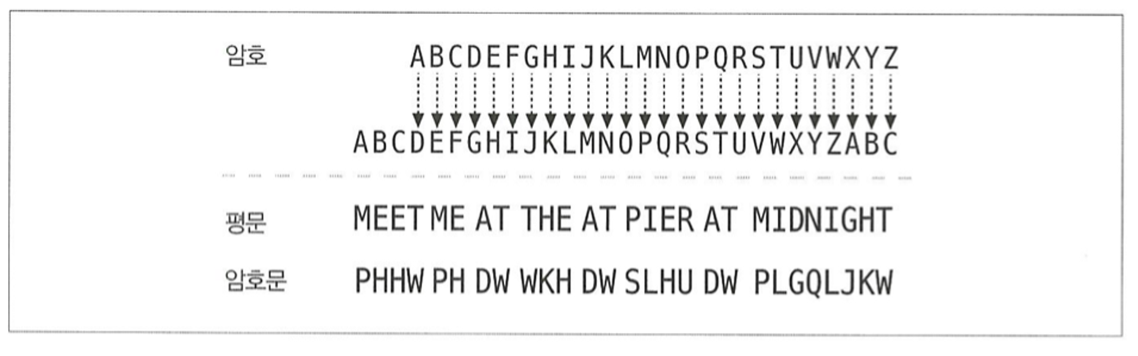 암호 ABCDEFGHIJKLMNOPQRSTUVWXYZ
ABCDEFGHIJKLMNOPQRSTUVWXYZABC
평문 MEET ME AT THE AT PIER AT MIDNIGHT
암호문 PHHW PH DW WKH DW SLHU DW PLGQLJKW